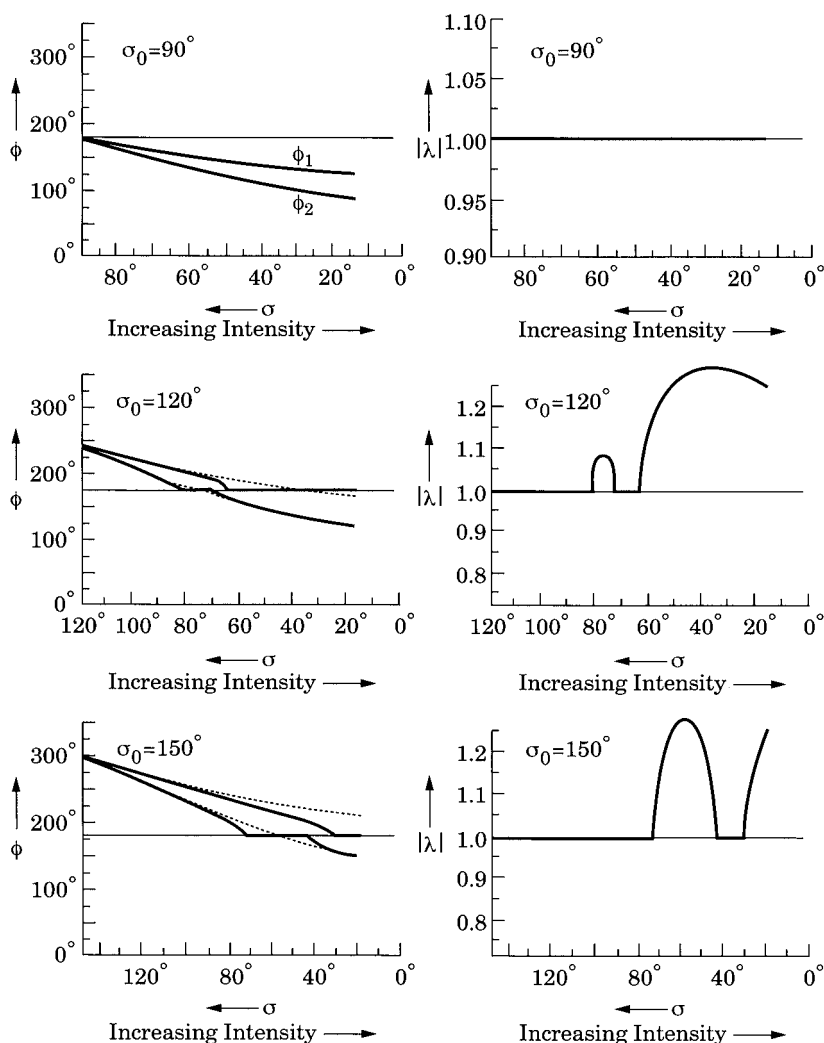 σ₀=90°
300°
200°
100°
0°
ϕ
ϕ₁
ϕ₂
80° 60° 40° 20° 0°
← σ
Increasing Intensity →
σ₀=90°
1.10
1.05
1.00
0.95
0.90
|λ|
80° 60° 40° 20° 0°
← σ
Increasing Intensity →
σ₀=120°
300°
200°
100°
0°
ϕ
120° 100° 80° 60° 40° 20° 0°
← σ
Increasing Intensity →
σ₀=120°
1.2
1.1
1.0
0.9
0.8
|λ|
120° 100° 80° 60° 40° 20° 0°
← σ
Increasing Intensity →
σ₀=150°
300°
200°
100°
0°
ϕ
120° 80° 40° 0°
← σ
Increasing Intensity →
σ₀=150°
1.2
1.1
1.0
0.9
0.8
|λ|
120° 80° 60° 40° 20° 0°
← σ
Increasing Intensity →